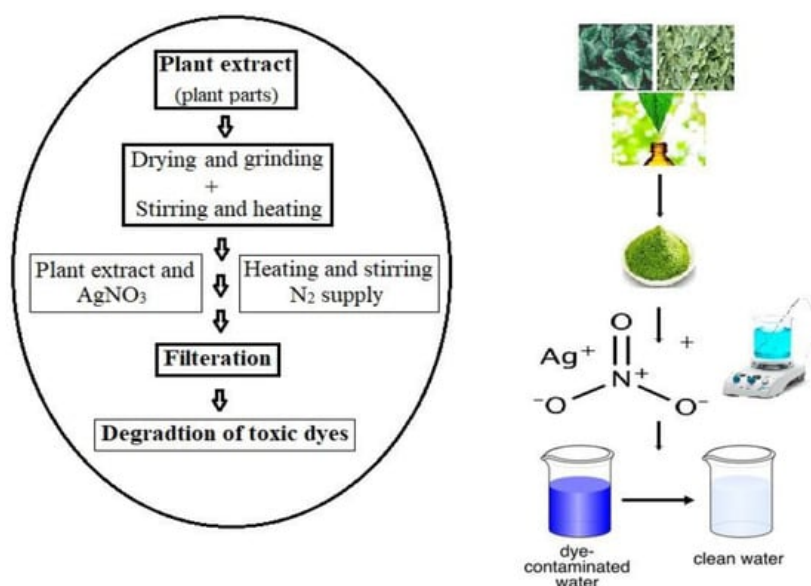 Plant extract
(plant parts)
Drying and grinding
+
Stirring and heating
Plant extract and
AgNO₃
Heating and stirring
N₂ supply
Filteration
Degradtion of toxic dyes
+
O
Ag⁺
N⁺
⁻O
O⁻
dye-
contaminated
water
clean water